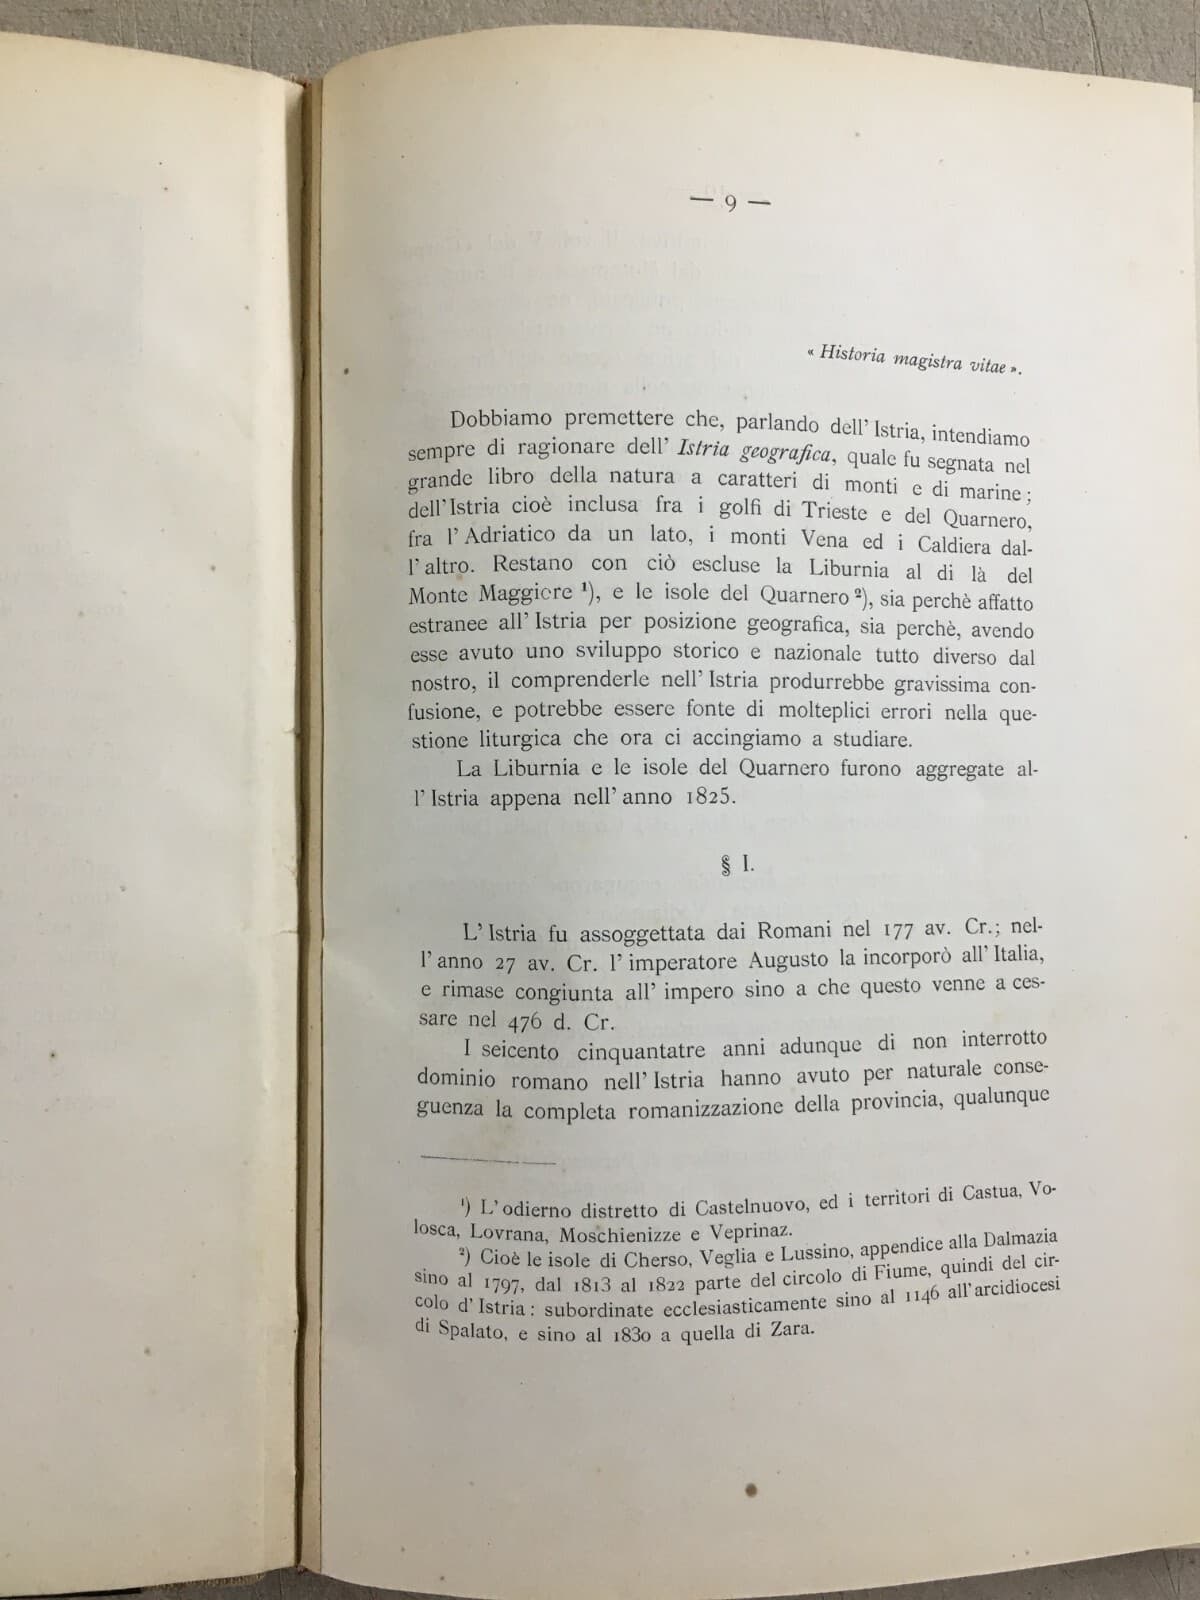 — 9 —
« Historia magistra vitae ».
Dobbiamo premettere che, parlando dell' Istria, intendiamo
sempre di ragionare dell' Istria geografica, quale fu segnata nel
grande libro della natura a caratteri di monti e di marine;
dell'Istria cioè inclusa fra i golfi di Trieste e del Quarnero,
fra l' Adriatico da un lato, i monti Vena ed i Caldiera dal-
l' altro. Restano con ciò escluse la Liburnia al di là del
Monte Maggiore ¹), e le isole del Quarnero ²), sia perchè affatto
estranee all' Istria per posizione geografica, sia perchè, avendo
esse avuto uno sviluppo storico e nazionale tutto diverso dal
nostro, il comprenderle nell' Istria produrrebbe gravissima con-
fusione, e potrebbe essere fonte di molteplici errori nella que-
stione liturgica che ora ci accingiamo a studiare.
La Liburnia e le isole del Quarnero furono aggregate al-
l' Istria appena nell' anno 1825.
§ I.
L' Istria fu assoggettata dai Romani nel 177 av. Cr.; nel-
l' anno 27 av. Cr. l' imperatore Augusto la incorporò all' Italia,
e rimase congiunta all' impero sino a che questo venne a ces-
sare nel 476 d. Cr.
I seicento cinquantatre anni adunque di non interrotto
dominio romano nell' Istria hanno avuto per naturale conse-
guenza la completa romanizzazione della provincia, qualunque
¹) L' odierno distretto di Castelnuovo, ed i territori di Castua, Vo-
losca, Lovrana, Moschienizze e Veprinaz.
²) Cioè le isole di Cherso, Veglia e Lussino, appendice alla Dalmazia
sino al 1797, dal 1813 al 1822 parte del circolo di Fiume, quindi del cir-
colo d' Istria: subordinate ecclesiasticamente sino al 1146 all' arcidiocesi
di Spalato, e sino al 1830 a quella di Zara.